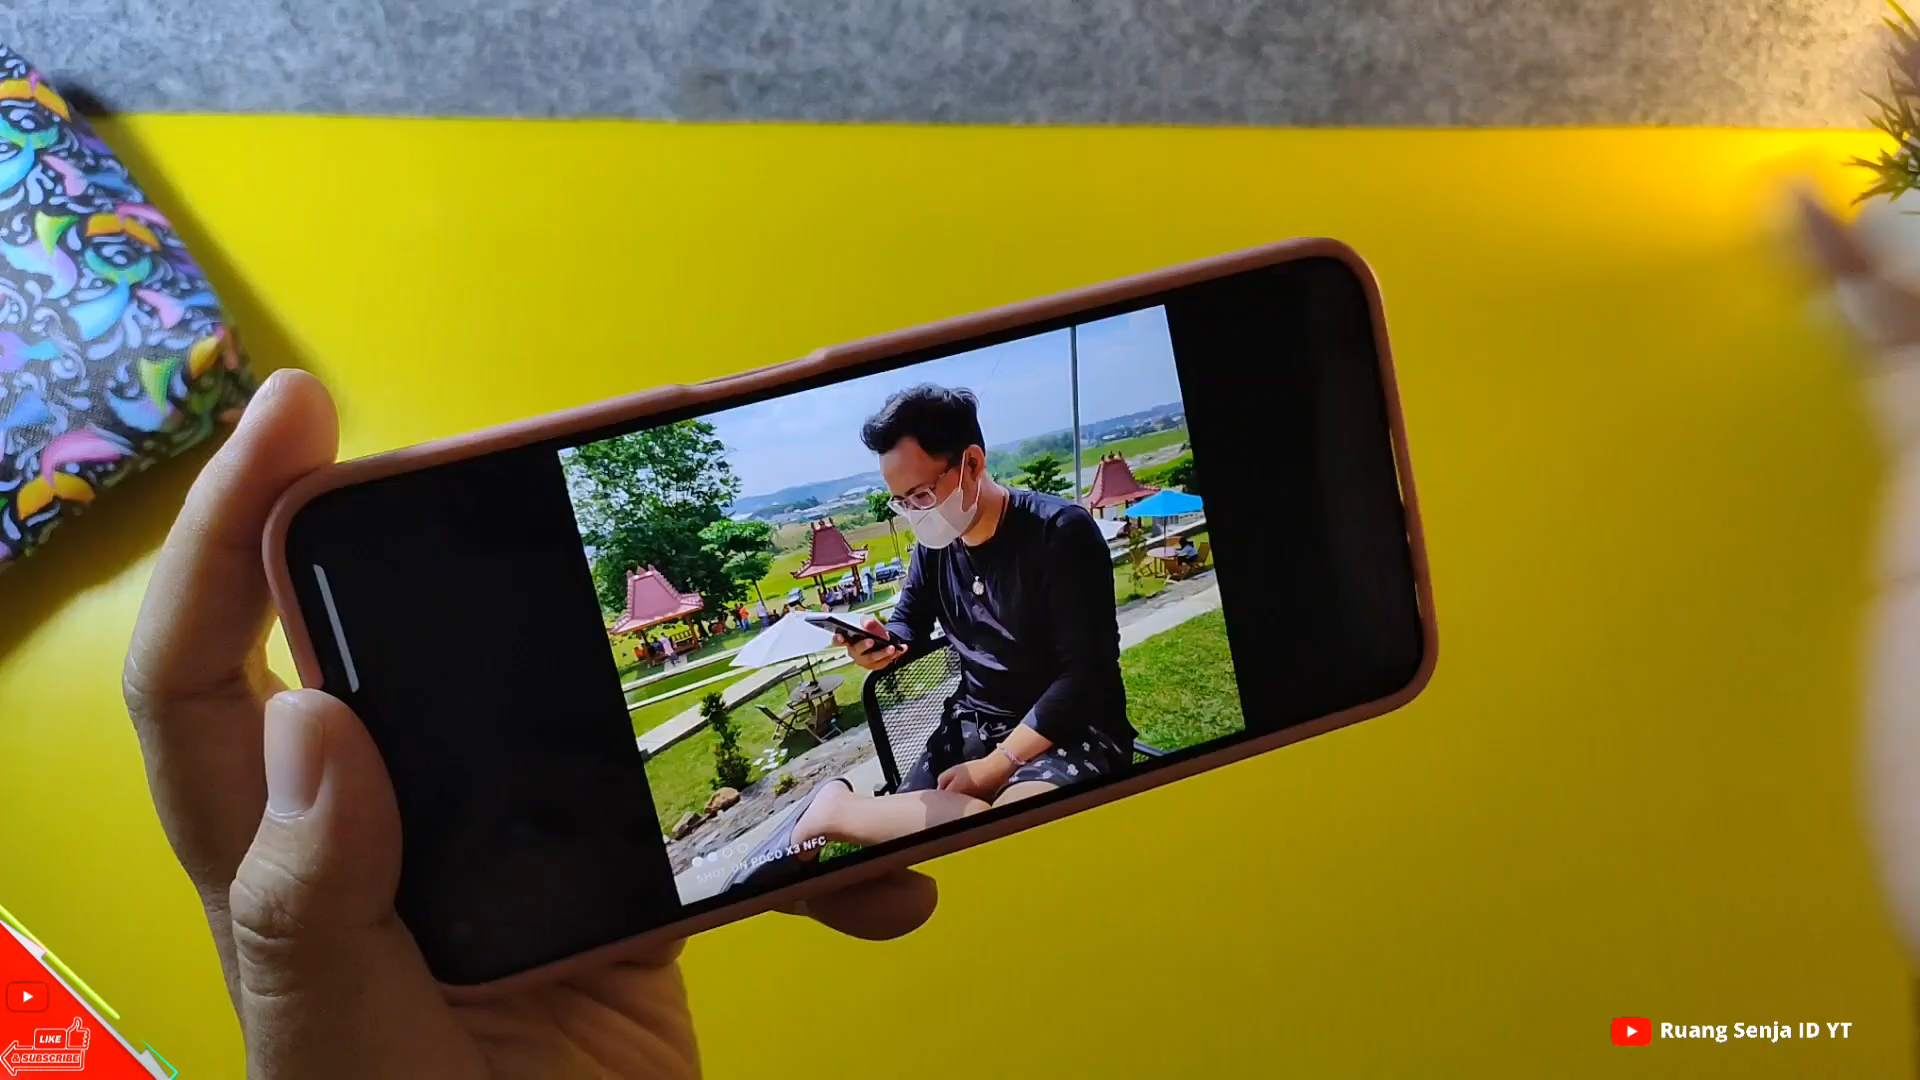 SHOT ON POCO X3 NFC
LIKE
& SUBSCRIBE
Ruang Senja ID YT